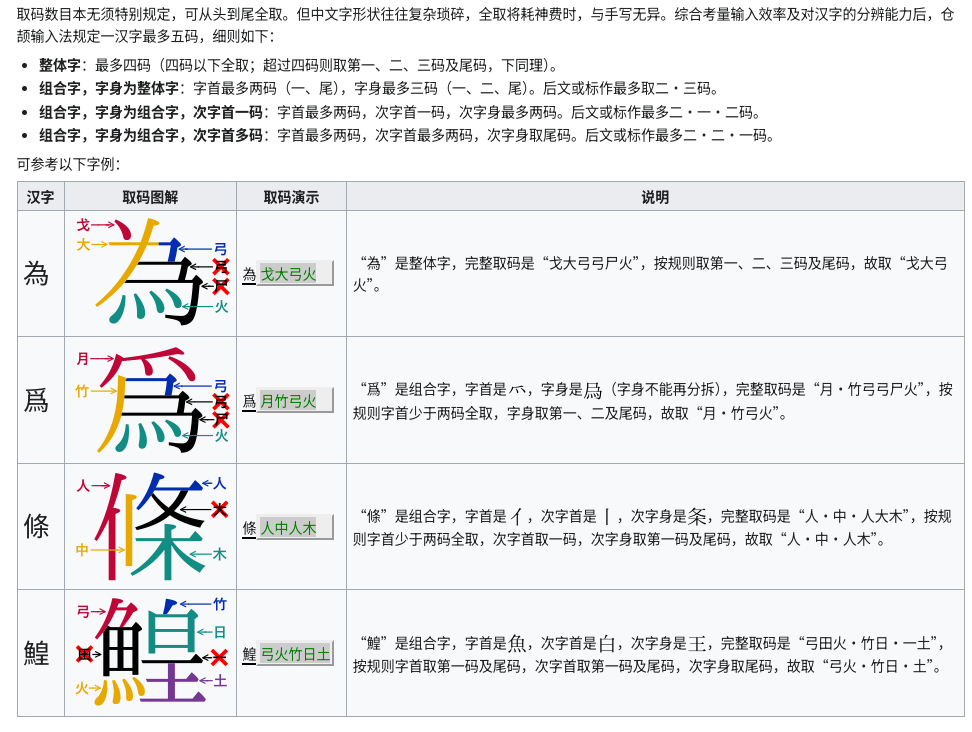 取码数目本无须特别规定，可从头到尾全取。但中文字形状往往复杂琐碎，全取将耗神费时，与手写无异。综合考量输入效率及对汉字的分辨能力后，仓
颉输入法规定一汉字最多五码，细则如下：
• 整体字：最多四码（四码以下全取；超过四码则取第一、二、三码及尾码，下同理）。
• 组合字，字身为整体字：字首最多两码（一、尾），字身最多三码（一、二、尾）。后文或标作最多取二・三码。
• 组合字，字身为组合字，次字首一码：字首最多两码，次字首一码，次字身最多两码。后文或标作最多二・一・二码。
• 组合字，字身为组合字，次字首多码：字首最多两码，次字首最多两码，次字身取尾码。后文或标作最多二・二・一码。
可参考以下字例：
汉字 取码图解 取码演示 说明
為
戈
大
弓
弓
尸
火
為 戈大弓火
“為”是整体字，完整取码是“戈大弓弓尸火”，按规则取第一、二、三码及尾码，故取“戈大弓
火”。
爲
月
竹
弓
弓
尸
火
爲 月竹弓火
“爲”是组合字，字首是爫，字身是𫤉（字身不能再分拆），完整取码是“月・竹弓弓尸火”，按
规则字首少于两码全取，字身取第一、二及尾码，故取“月・竹弓火”。
條
人
中
人
大
木
條 人中人木
“條”是组合字，字首是亻，次字首是丨，次字身是条，完整取码是“人・中・人大木”，按规
则字首少于两码全取，次字首取一码，次字身取第一码及尾码，故取“人・中・人木”。
鰉
弓
田
火
竹
日
一
土
鰉 弓火竹日土
“鰉”是组合字，字首是魚，次字首是白，次字身是王，完整取码是“弓田火・竹日・一土”，
按规则字首取第一码及尾码，次字首取第一码及尾码，次字身取尾码，故取“弓火・竹日・土”。